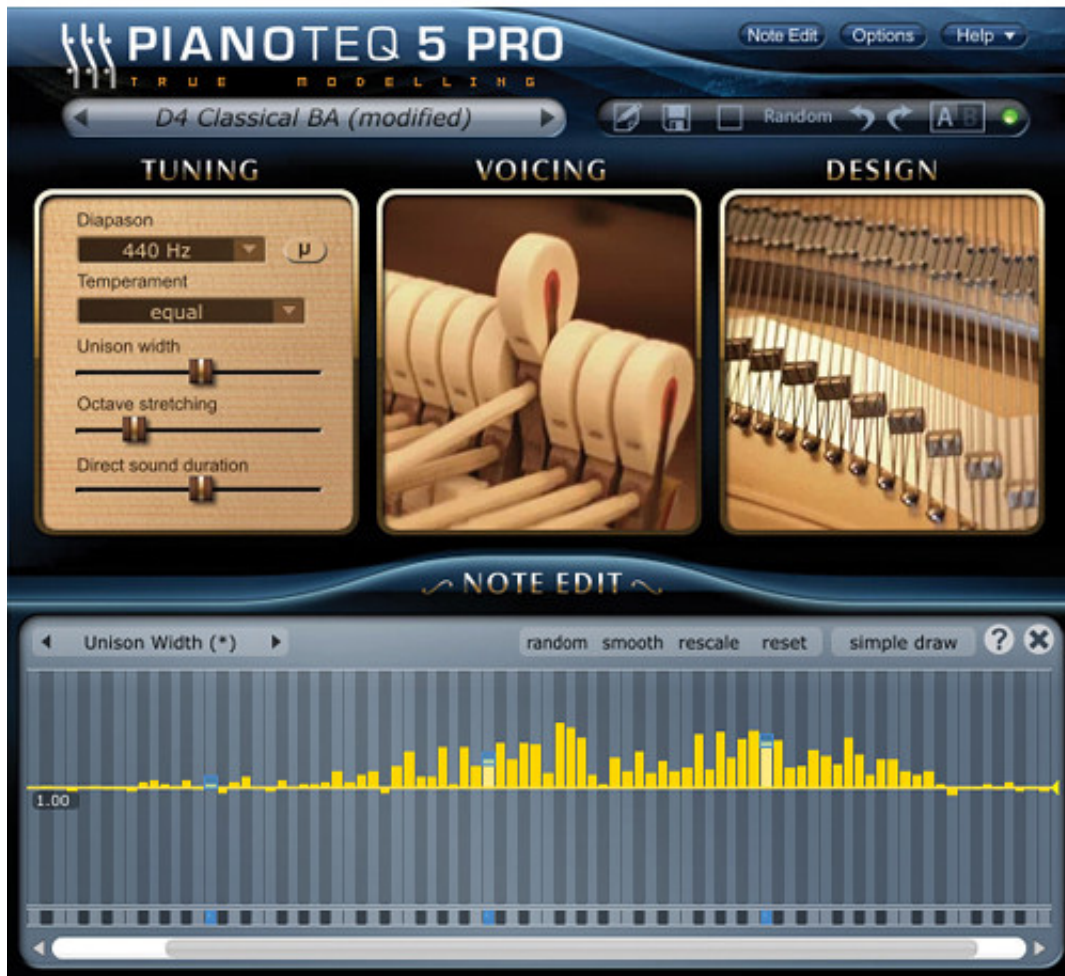 PIANOTEQ 5 PRO
TRUE MODELLING
Note Edit Options Help
D4 Classical BA (modified)
Random A B
TUNING VOICING DESIGN
Diapason
440 Hz μ
Temperament
equal
Unison width
Octave stretching
Direct sound duration
NOTE EDIT
Unison Width (*) random smooth rescale reset simple draw ?
1.00